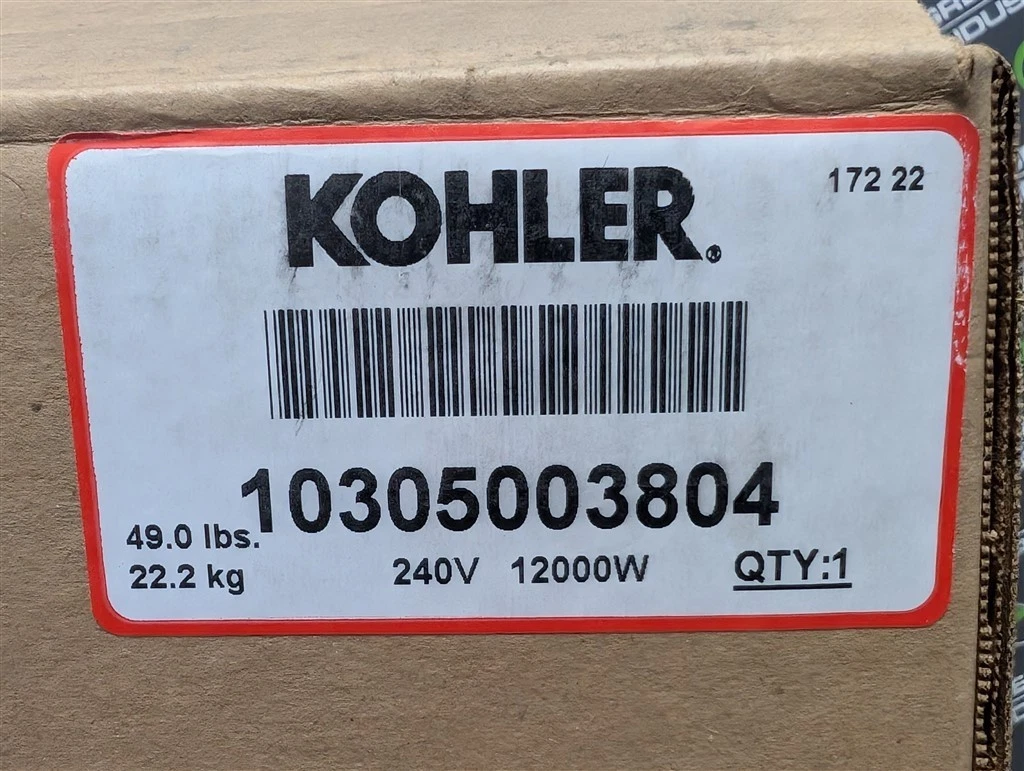 KOHLER.
172 22
10305003804
49.0 lbs.
22.2 kg
240V 12000W
QTY:1